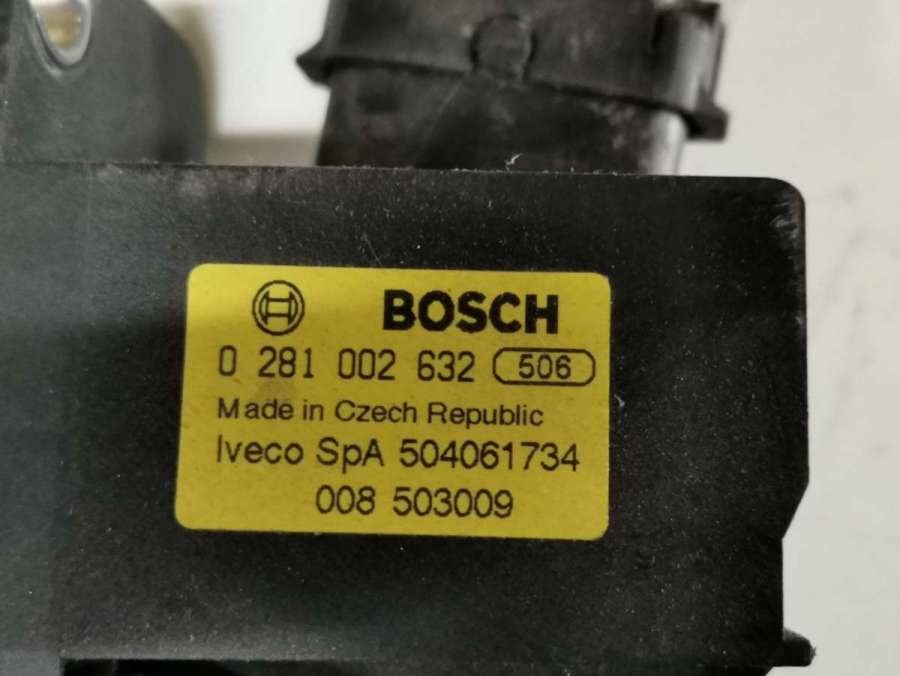 BOSCH
0 281 002 632 506
Made in Czech Republic
Iveco SpA 504061734
008 503009